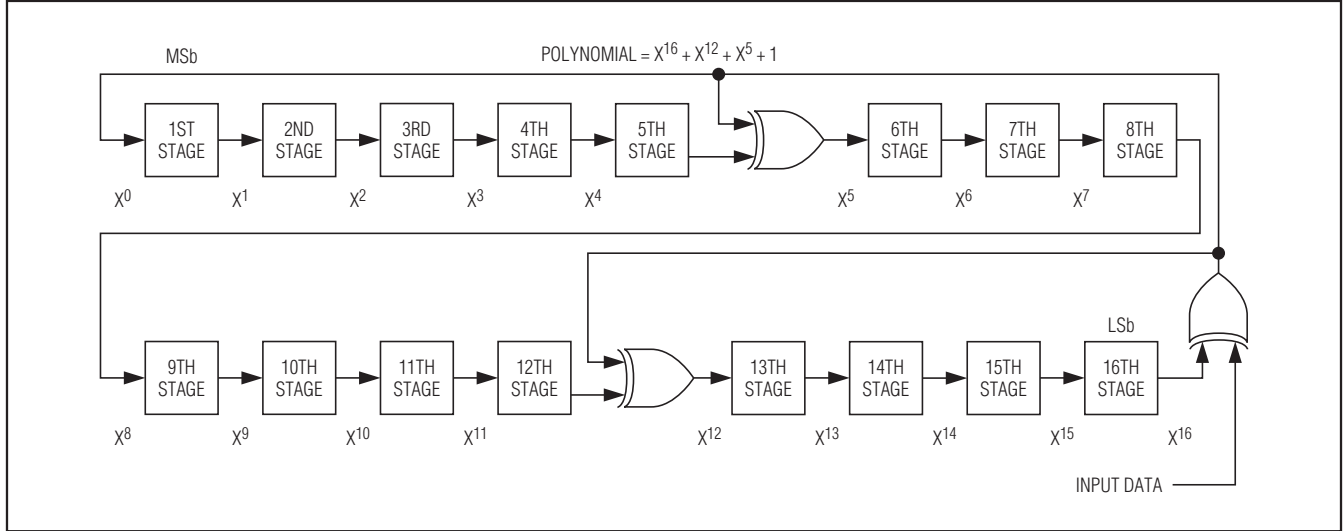 MSb
POLYNOMIAL = X¹⁶ + X¹² + X⁵ + 1
1ST STAGE
2ND STAGE
3RD STAGE
4TH STAGE
5TH STAGE
6TH STAGE
7TH STAGE
8TH STAGE
X⁰
X¹
X²
X³
X⁴
X⁵
X⁶
X⁷
LSb
9TH STAGE
10TH STAGE
11TH STAGE
12TH STAGE
13TH STAGE
14TH STAGE
15TH STAGE
16TH STAGE
X⁸
X⁹
X¹⁰
X¹¹
X¹²
X¹³
X¹⁴
X¹⁵
X¹⁶
INPUT DATA